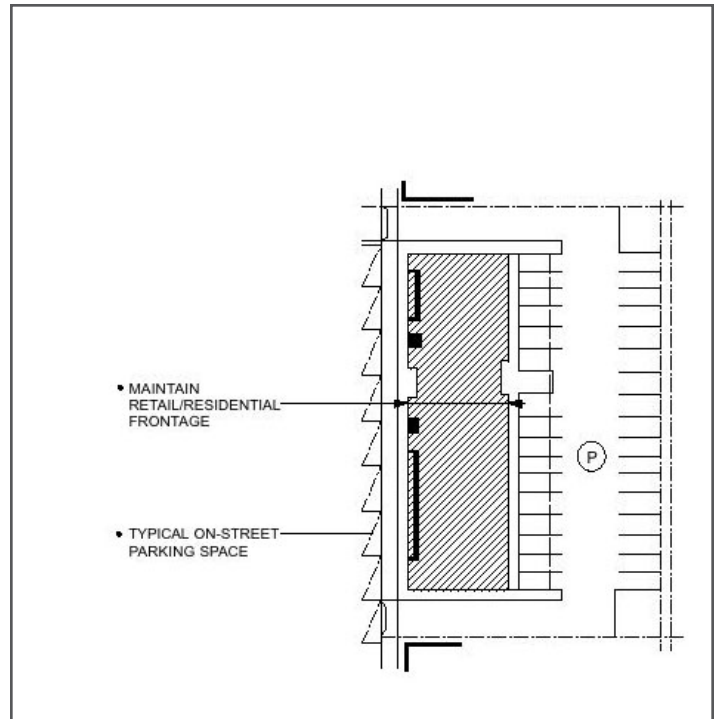 • MAINTAIN
RETAIL/RESIDENTIAL
FRONTAGE
P
• TYPICAL ON-STREET
PARKING SPACE